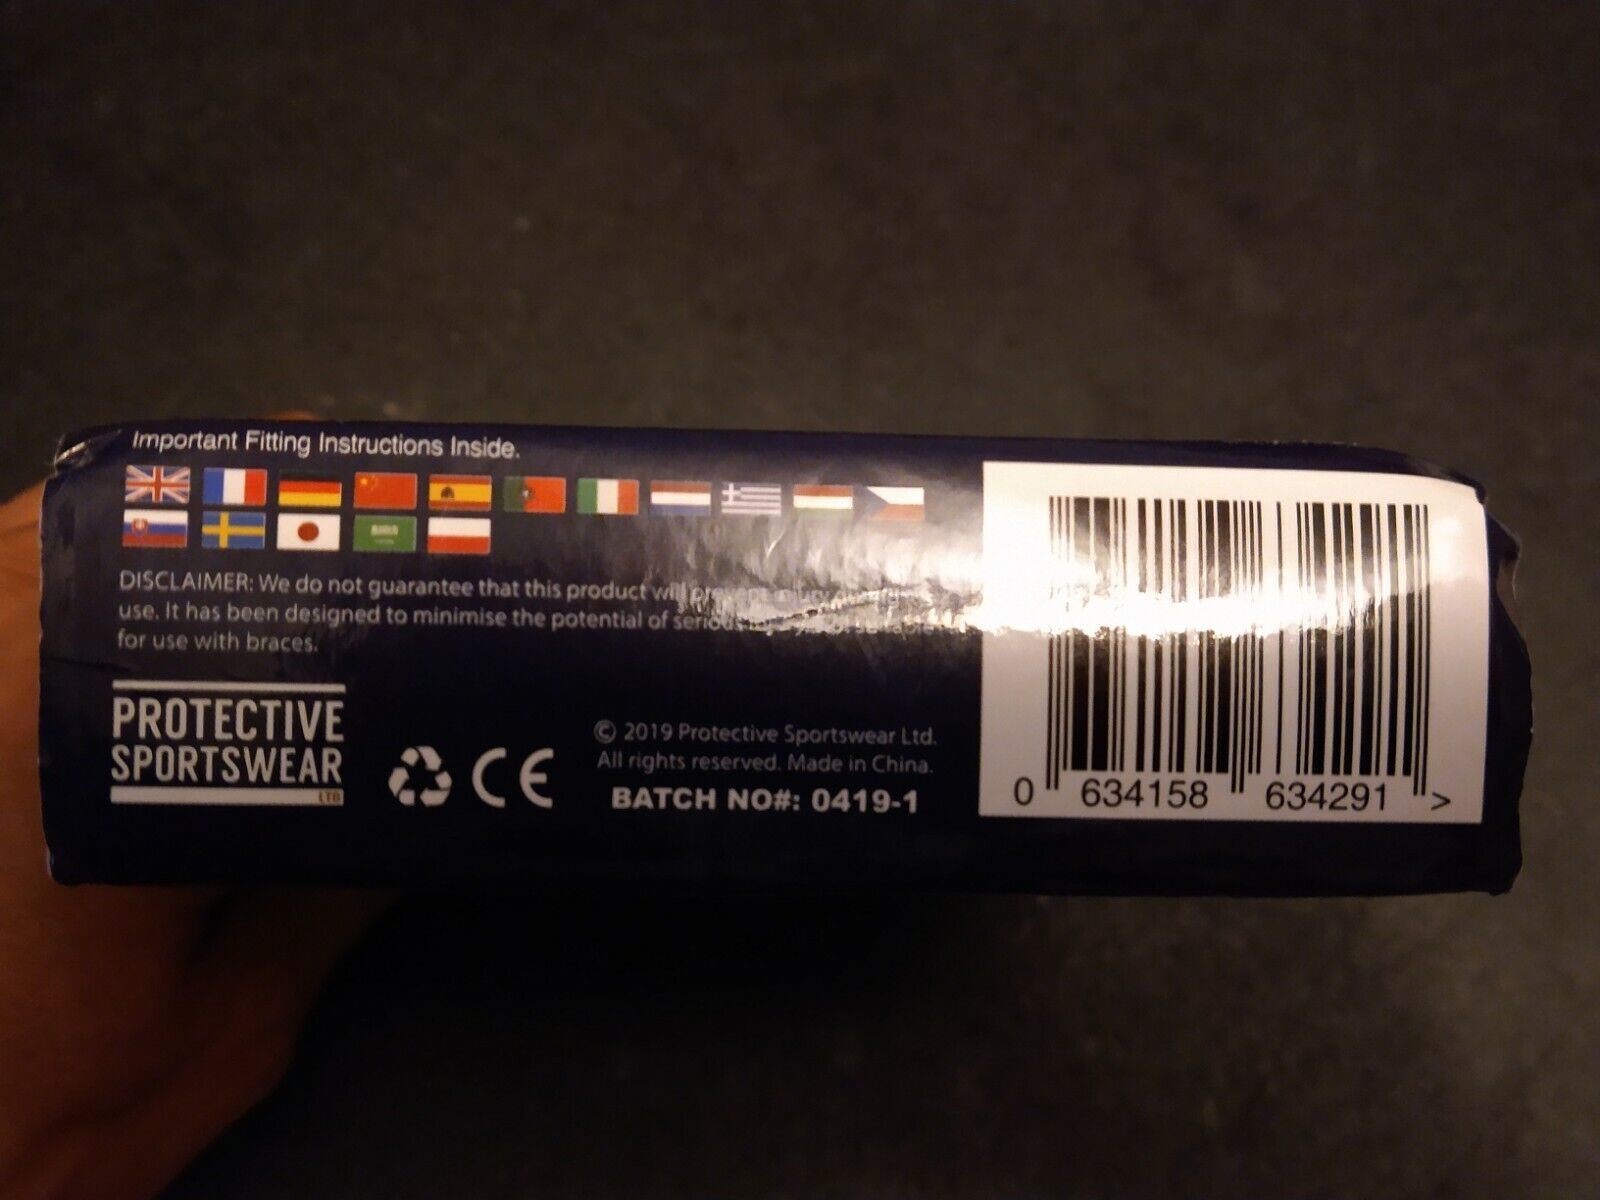 Important Fitting Instructions Inside.
DISCLAIMER: We do not guarantee that this product will prevent injury
use. It has been designed to minimise the potential of serious
for use with braces.
PROTECTIVE
SPORTSWEAR
LTD
CE
© 2019 Protective Sportswear Ltd.
All rights reserved. Made in China.
BATCH NO#: 0419-1
0 634158 634291 >